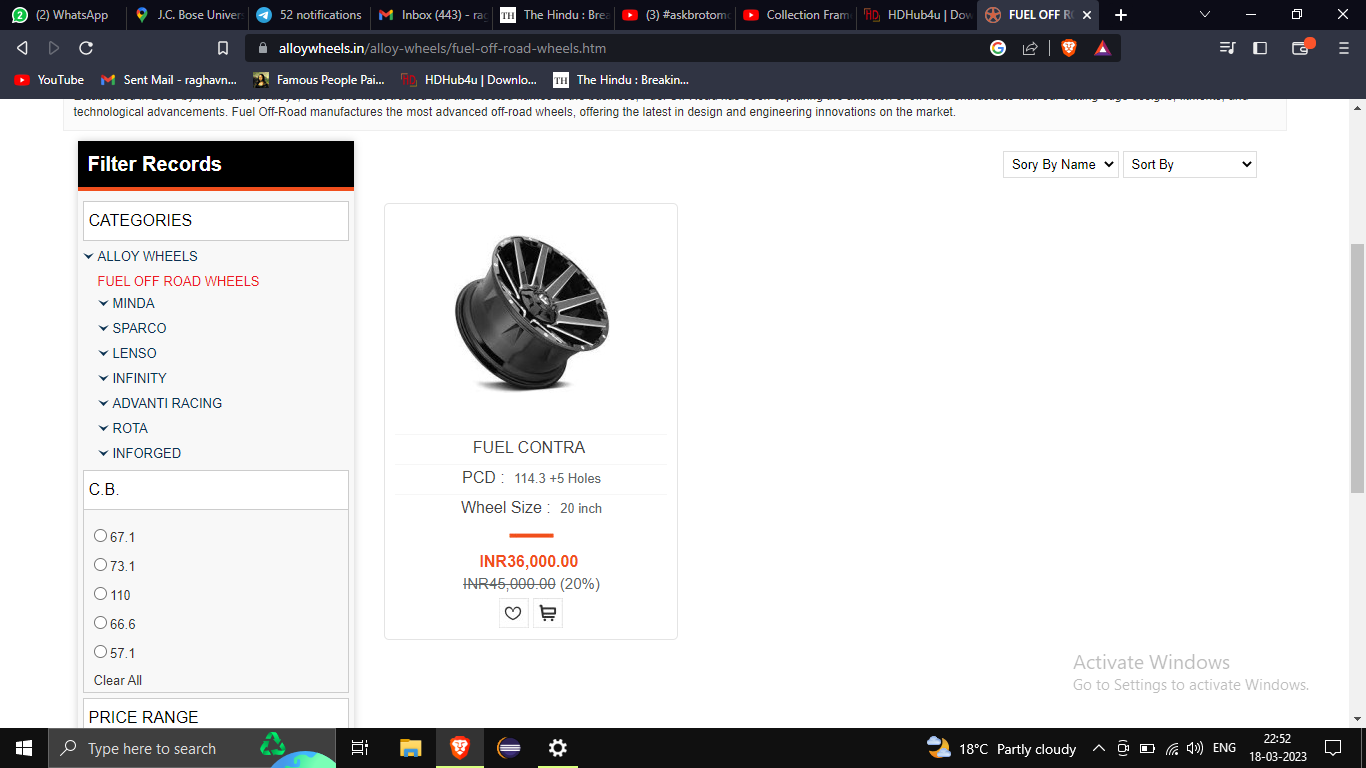 (2) WhatsApp
J.C. Bose Univer
52 notifications
Inbox (443) - rag
TH The Hindu : Brea
(3) #askbrotomo
Collection Fram
HDHub4u | Dow
FUEL OFF RO
alloywheels.in/alloy-wheels/fuel-off-road-wheels.htm
YouTube
Sent Mail - raghavn...
Famous People Pai...
HDHub4u | Downlo...
TH The Hindu : Breakin...
technological advancements. Fuel Off-Road manufactures the most advanced off-road wheels, offering the latest in design and engineering innovations on the market.
Filter Records
Sory By Name
Sort By
CATEGORIES
ALLOY WHEELS
FUEL OFF ROAD WHEELS
MINDA
SPARCO
LENSO
INFINITY
ADVANTI RACING
ROTA
INFORGED
C.B.
67.1
73.1
110
66.6
57.1
Clear All
PRICE RANGE
FUEL CONTRA
PCD : 114.3 +5 Holes
Wheel Size : 20 inch
INR36,000.00
INR45,000.00 (20%)
Activate Windows
Go to Settings to activate Windows.
Type here to search
18°C Partly cloudy
ENG
22:52
18-03-2023